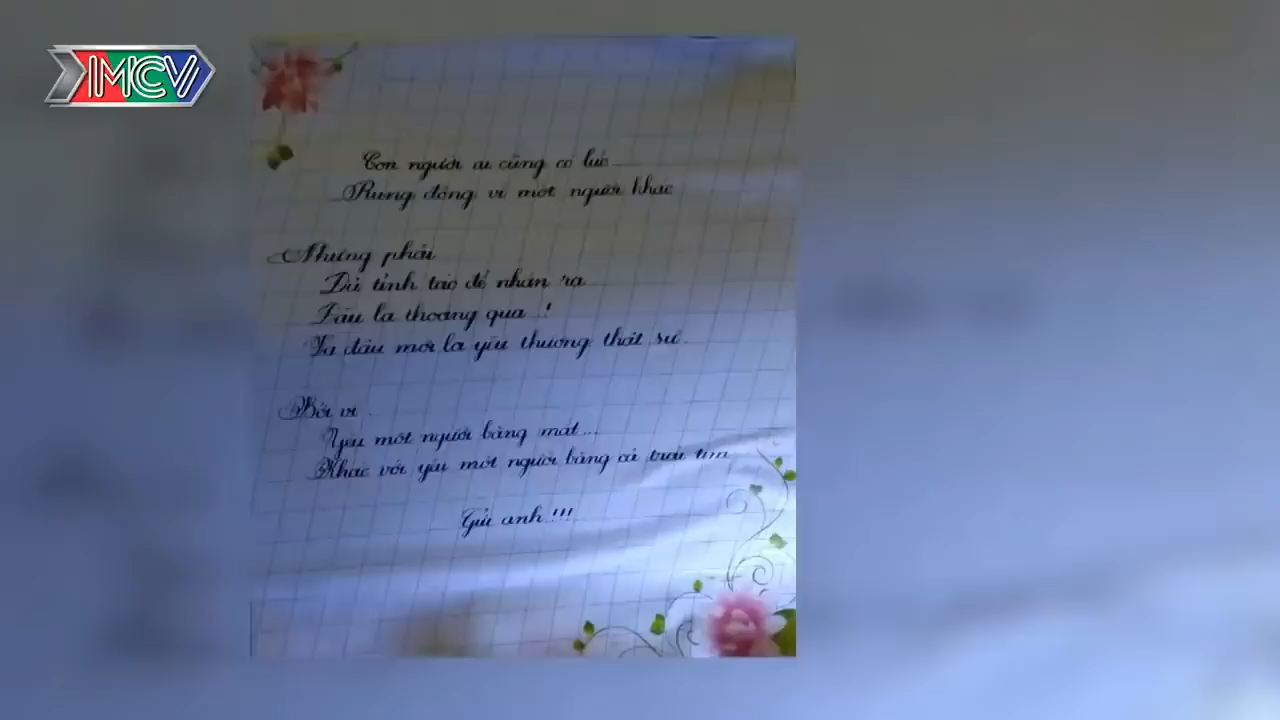 MCV
Con người ai cũng có lúc
Rung động vì một người khác
Nhưng phải
Đủ tỉnh táo để nhận ra
Đâu là thoáng qua...!
Và đâu mới là yêu thương thật sự.
Bởi vì
Yêu một người bằng mắt...
Khác với yêu một người bằng cả trái tim
Gửi anh!!!